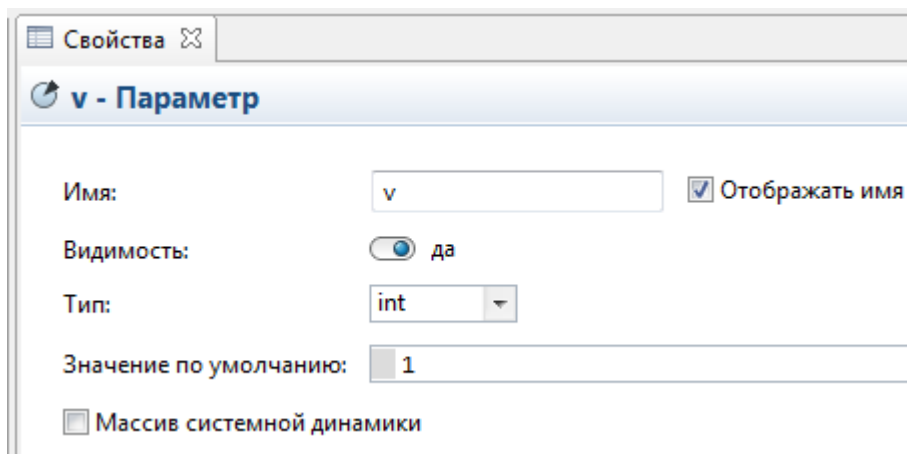 Свойства
v - Параметр
Имя: v Отображать имя
Видимость: да
Тип: int
Значение по умолчанию: 1
Массив системной динамики